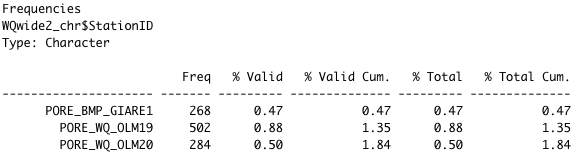 Frequencies
WQwide2_chr$StationID
Type: Character
Freq % Valid % Valid Cum. % Total % Total Cum.
--------------------- ------- --------- -------------- --------- --------------
PORE_BMP_GIARE1 268 0.47 0.47 0.47 0.47
PORE_WQ_OLM19 502 0.88 1.35 0.88 1.35
PORE_WQ_OLM20 284 0.50 1.84 0.50 1.84